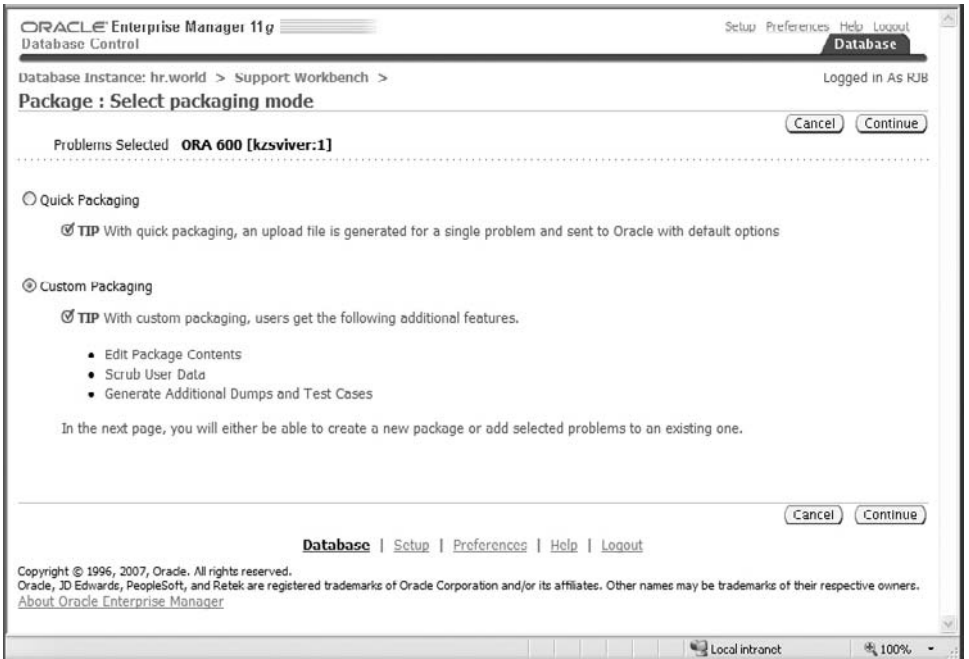 ORACLE Enterprise Manager 11g
Database Control
Setup Preferences Help Logout
Database
Database Instance: hr.world > Support Workbench >
Logged in As RJB
Package : Select packaging mode
Cancel Continue
Problems Selected ORA 600 [kzsviver:1]
Quick Packaging
TIP With quick packaging, an upload file is generated for a single problem and sent to Oracle with default options
Custom Packaging
TIP With custom packaging, users get the following additional features.
• Edit Package Contents
• Scrub User Data
• Generate Additional Dumps and Test Cases
In the next page, you will either be able to create a new package or add selected problems to an existing one.
Cancel Continue
Database | Setup | Preferences | Help | Logout
Copyright © 1996, 2007, Oracle. All rights reserved.
Oracle, JD Edwards, PeopleSoft, and Retek are registered trademarks of Oracle Corporation and/or its affiliates. Other names may be trademarks of their respective owners.
About Oracle Enterprise Manager
Local intranet 100%